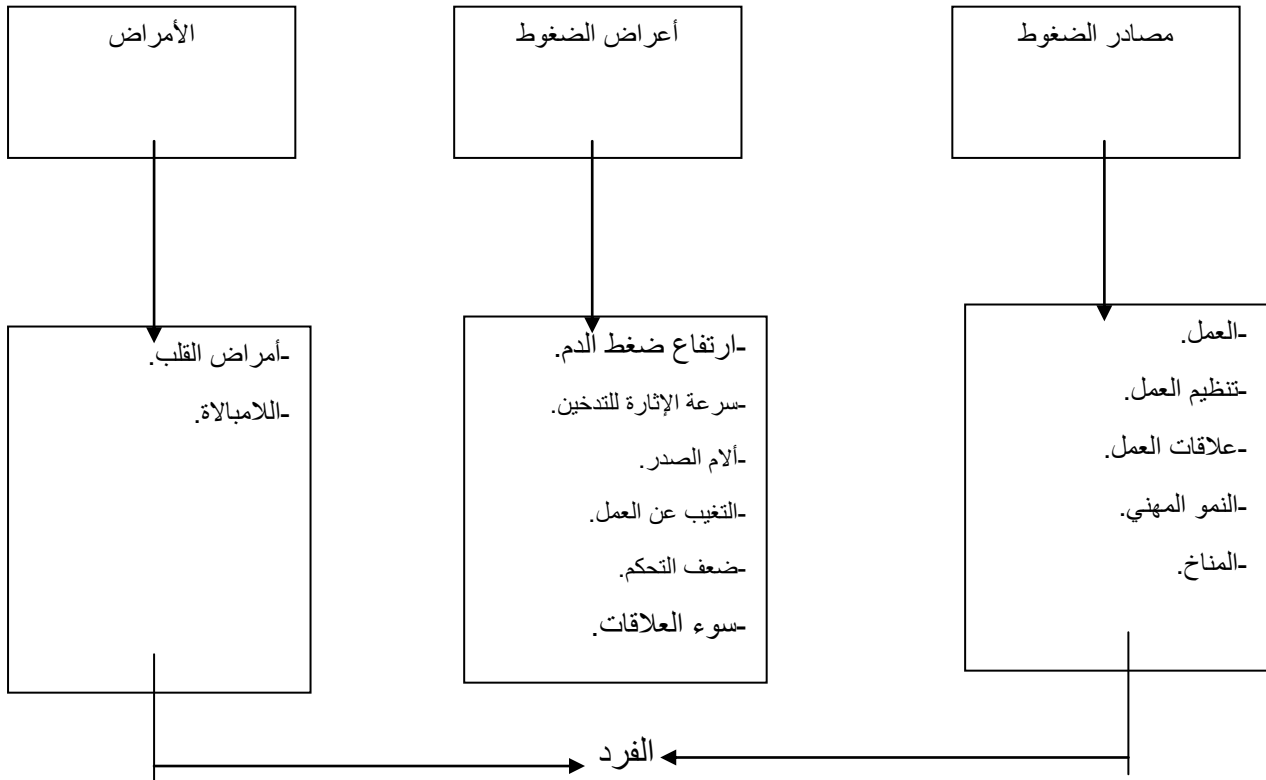 مصادر الضغوط
أعراض الضغوط
الأمراض
-العمل.
-تنظيم العمل.
-علاقات العمل.
-النمو المهني.
-المناخ.
-ارتفاع ضغط الدم.
-سرعة الإثارة للتدخين.
-ألام الصدر.
-التغيب عن العمل.
-ضعف التحكم.
-سوء العلاقات.
-أمراض القلب.
-اللامبالاة.
الفرد